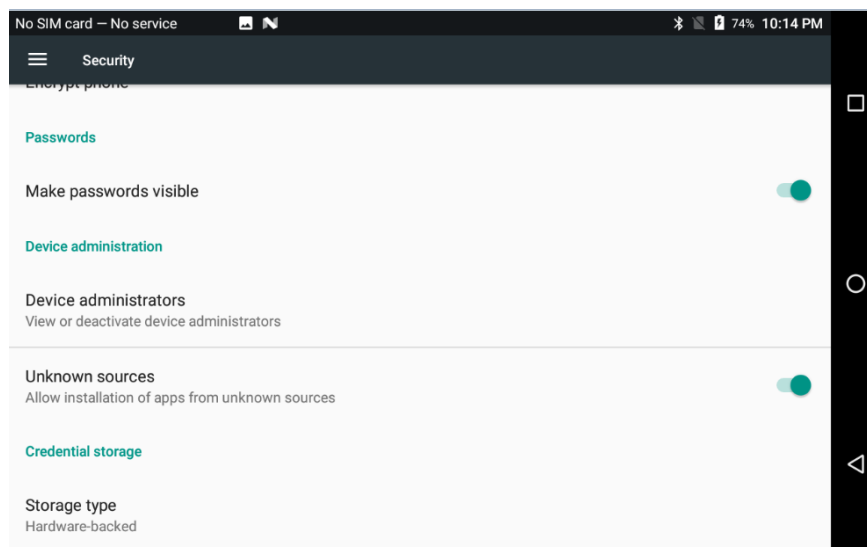 No SIM card — No service
74% 10:14 PM
Security
Encrypt phone
Passwords
Make passwords visible
Device administration
Device administrators
View or deactivate device administrators
Unknown sources
Allow installation of apps from unknown sources
Credential storage
Storage type
Hardware-backed